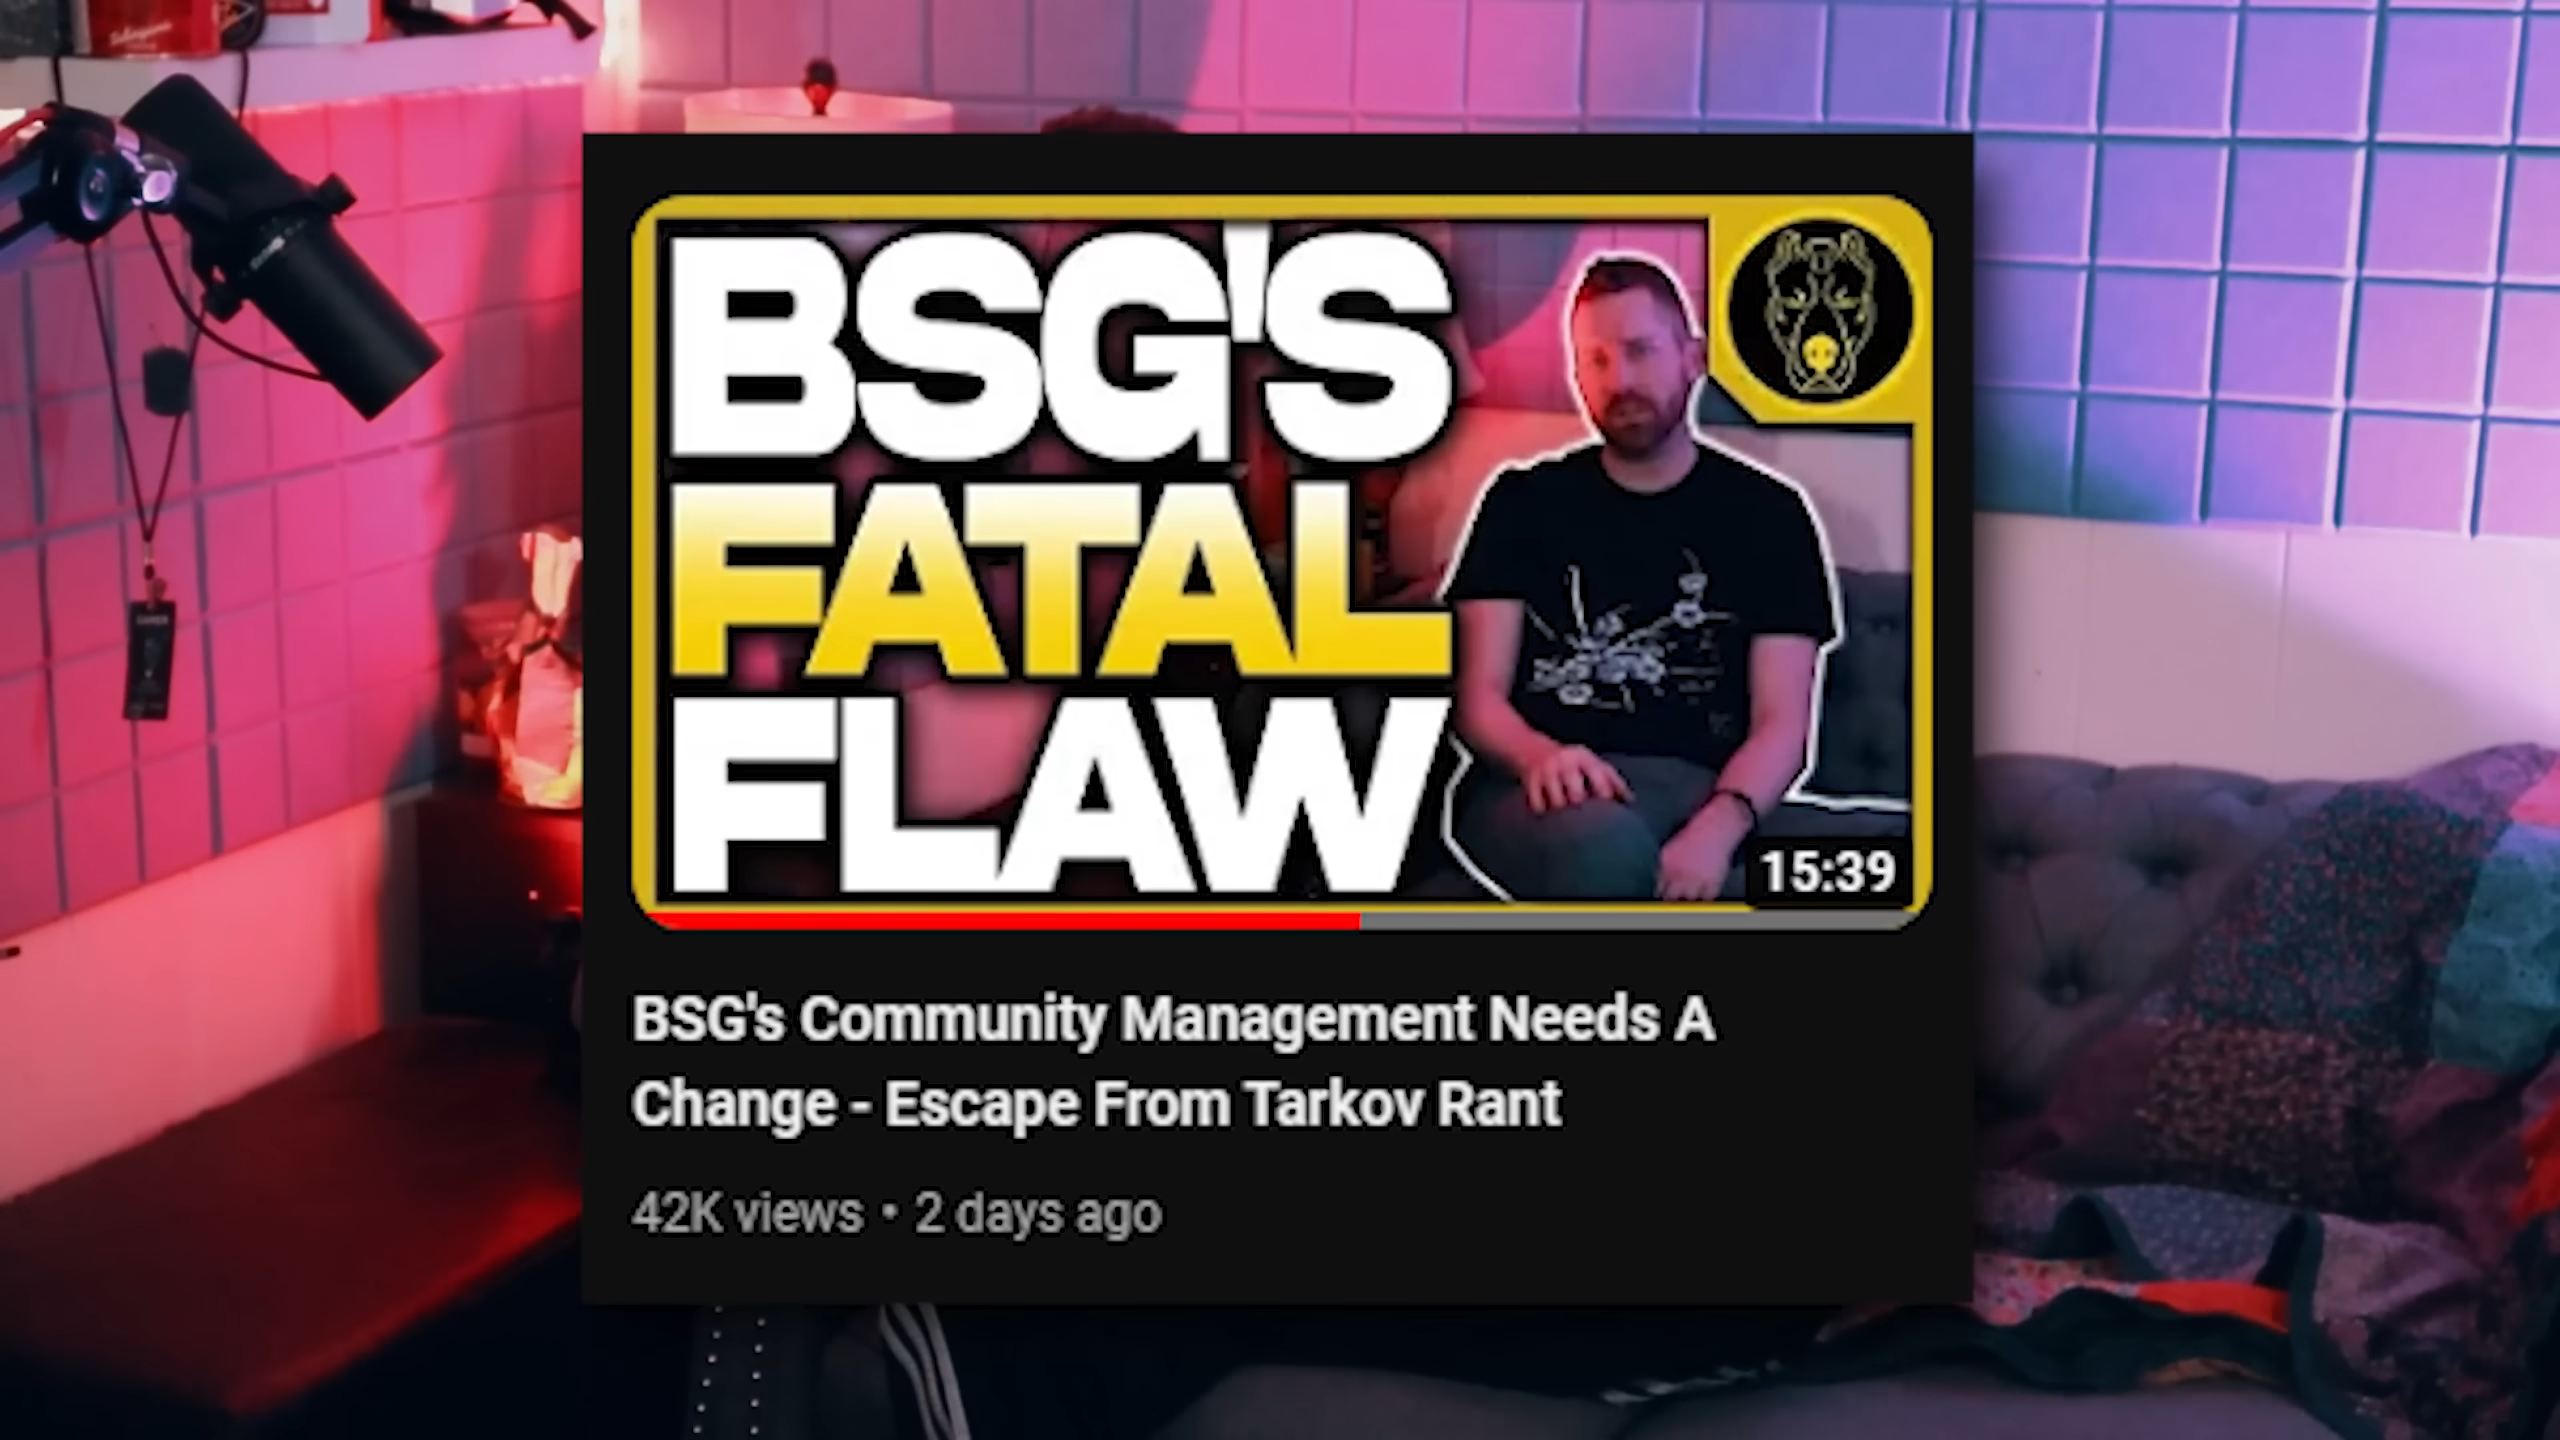 BSG'S
FATAL
FLAW
15:39
BSG's Community Management Needs A
Change - Escape From Tarkov Rant
42K views • 2 days ago